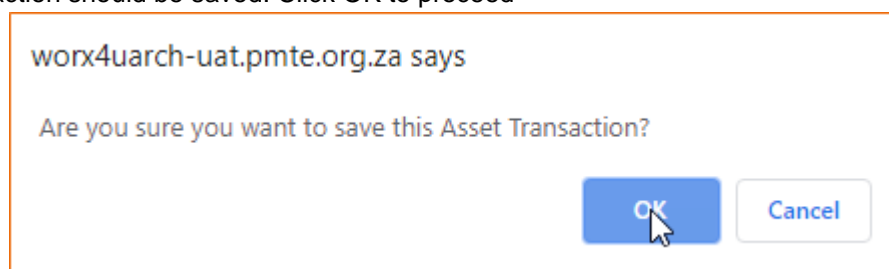 ction should be saved. Click OK to proceed
worx4uarch-uat.pmte.org.za says
Are you sure you want to save this Asset Transaction?
OK Cancel